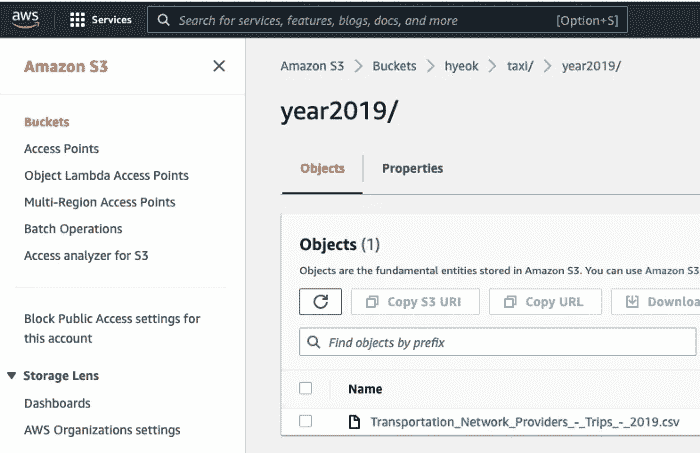 aws Services Search for services, features, blogs, docs, and more [Option+S]
Amazon S3
Buckets
Access Points
Object Lambda Access Points
Multi-Region Access Points
Batch Operations
Access analyzer for S3
Block Public Access settings for
this account
Storage Lens
Dashboards
AWS Organizations settings
Amazon S3 > Buckets > hyeok > taxi/ > year2019/
year2019/
Objects Properties
Objects (1)
Objects are the fundamental entities stored in Amazon S3. You can use Amazon S3
Copy S3 URI Copy URL Downloa
Find objects by prefix
Name
Transportation_Network_Providers_-_Trips_-_2019.csv